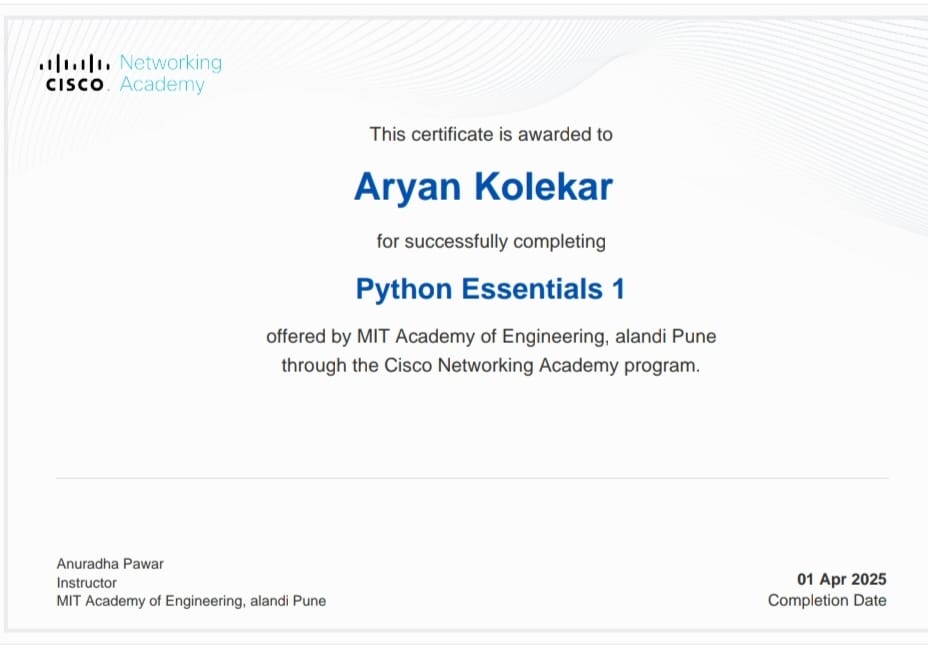 Networking
CISCO. Academy
This certificate is awarded to
Aryan Kolekar
for successfully completing
Python Essentials 1
offered by MIT Academy of Engineering, alandi Pune
through the Cisco Networking Academy program.
Anuradha Pawar
Instructor
MIT Academy of Engineering, alandi Pune
01 Apr 2025
Completion Date